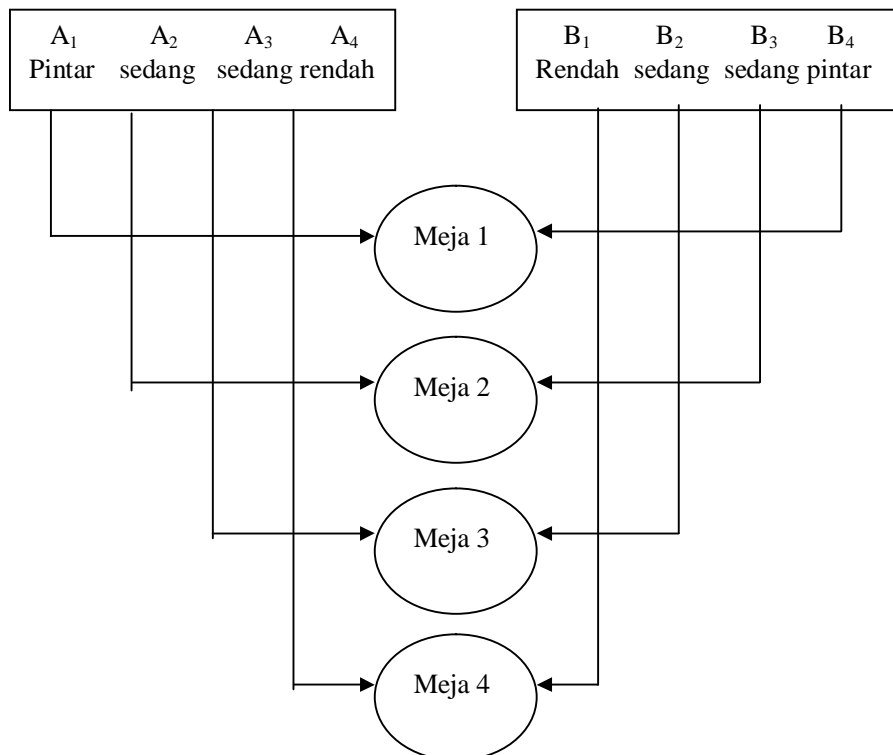 A₁ A₂ A₃ A₄
Pintar sedang sedang rendah
B₁ B₂ B₃ B₄
Rendah sedang sedang pintar
Meja 1
Meja 2
Meja 3
Meja 4